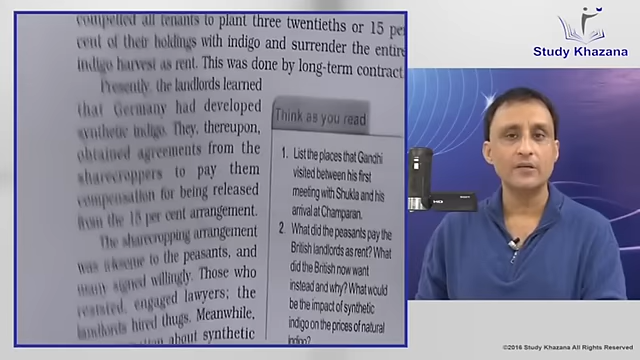 compelled all tenants to plant three twentieths or 15 per
cent of their holdings with indigo and surrender the entire
indigo harvest as rent. This was done by long-term contract.
Presently, the landlords learned
that Germany had developed
synthetic indigo. They, thereupon,
obtained agreements from the
sharecroppers to pay them
compensation for being released
from the 15 per cent arrangement.
The sharecropping arrangement
was irksome to the peasants, and
many signed willingly. Those who
resisted, engaged lawyers; the
landlords hired thugs. Meanwhile,
about synthetic
Think as you read
1. List the places that Gandhi
visited between his first
meeting with Shukla and his
arrival at Champaran.
2. What did the peasants pay the
British landlords as rent? What
did the British now want
instead and why? What would
be the impact of synthetic
indigo on the prices of natural
indigo?
Study Khazana
HD
©2016 Study Khazana All Rights Reserved